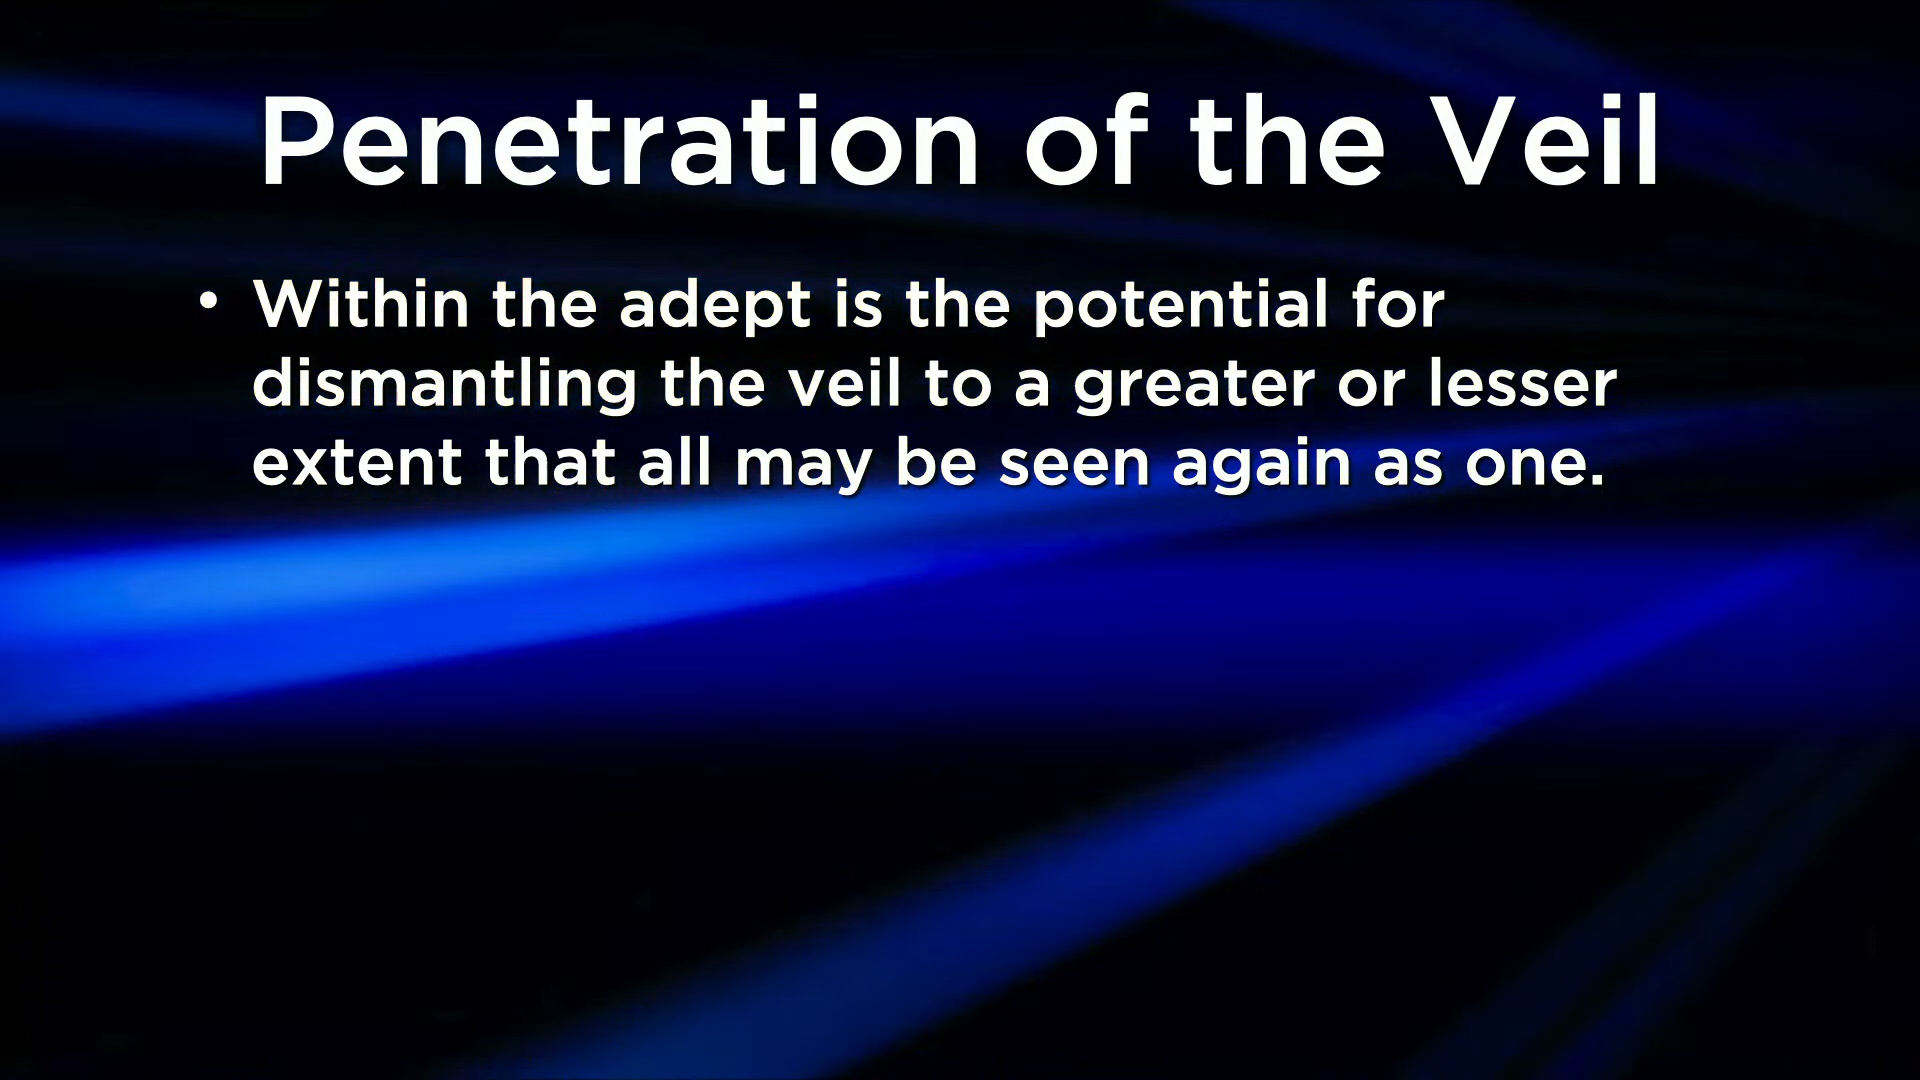 Penetration of the Veil
• Within the adept is the potential for
dismantling the veil to a greater or lesser
extent that all may be seen again as one.